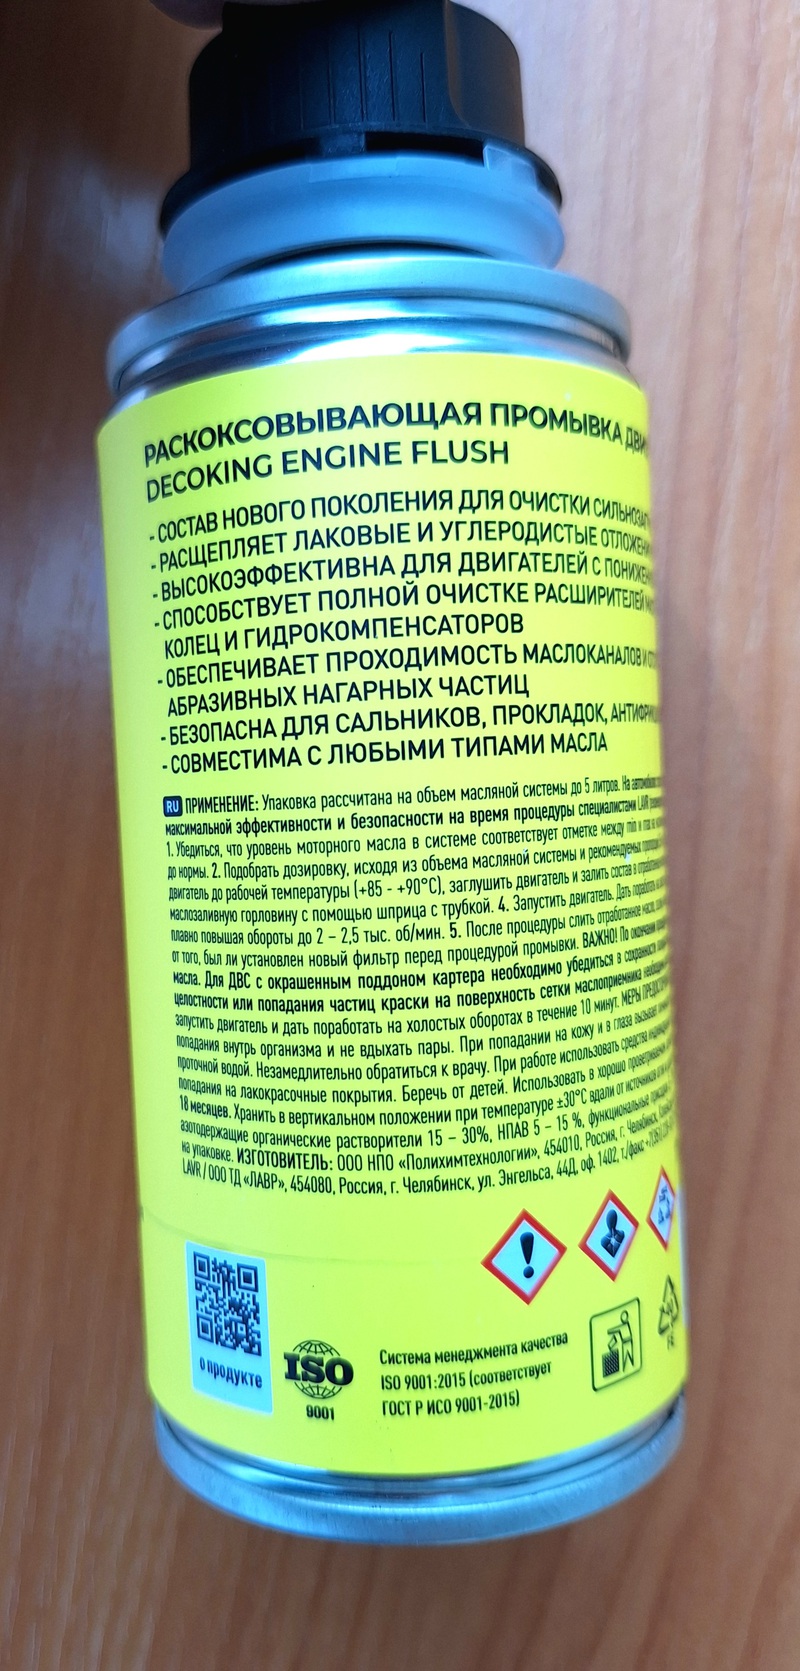 РАСКОКСОВЫВАЮЩАЯ ПРОМЫВКА
DECOKING ENGINE FLUSH
- СОСТАВ НОВОГО ПОКОЛЕНИЯ ДЛЯ ОЧИСТКИ
- РАСЩЕПЛЯЕТ ЛАКОВЫЕ И УГЛЕРОДИСТЫЕ
- ВЫСОКОЭФФЕКТИВНА ДЛЯ ДВИГАТЕЛЕЙ С
- СПОСОБСТВУЕТ ПОЛНОЙ ОЧИСТКЕ РАСШИРИТЕЛЕЙ
КОЛЕЦ И ГИДРОКОМПЕНСАТОРОВ
- ОБЕСПЕЧИВАЕТ ПРОХОДИМОСТЬ МАСЛОКАНАЛОВ И
АБРАЗИВНЫХ НАГАРНЫХ ЧАСТИЦ
- БЕЗОПАСНА ДЛЯ САЛЬНИКОВ, ПРОКЛАДОК,
- СОВМЕСТИМА С ЛЮБЫМИ ТИПАМИ МАСЛА
RU ПРИМЕНЕНИЕ: Упаковка рассчитана на объем масляной системы до 5 литров. На
максимальной эффективности и безопасности на время процедуры специалистами LAVR
1. Убедиться, что уровень моторного масла в системе соответствует отметке между min и max
до нормы. 2. Подобрать дозировку, исходя из объема масляной системы и рекомендуемых
двигатель до рабочей температуры (+85 - +90°С), заглушить двигатель и залить состав в
маслозаливную горловину с помощью шприца с трубкой. 4. Запустить двигатель. Дать поработать
плавно повышая обороты до 2 – 2,5 тыс. об/мин. 5. После процедуры слить отработанное масло,
от того, был ли установлен новый фильтр перед процедурой промывки. ВАЖНО! По окончании
масла. Для ДВС с окрашенным поддоном картера необходимо убедиться в сохранности
целостности или попадания частиц краски на поверхность сетки маслоприемника
запустить двигатель и дать поработать на холостых оборотах в течение 10 минут. МЕРЫ
попадания внутрь организма и не вдыхать пары. При попадании на кожу и в глаза
проточной водой. Незамедлительно обратиться к врачу. При работе использовать средства
попадания на лакокрасочные покрытия. Беречь от детей. Использовать в хорошо
18 месяцев. Хранить в вертикальном положении при температуре ±30°С вдали от источников
азотодержащие органические растворители 15 – 30%, НПАВ 5 – 15 %, функциональные
на упаковке. ИЗГОТОВИТЕЛЬ: ООО НПО «Полихимтехнологии», 454010, Россия, г. Челябинск,
LAVR / ООО ТД «ЛАВР», 454080, Россия, г. Челябинск, ул. Энгельса, 44Д, оф. 1402, т./факс
о продукте
ISO
9001
Система менеджмента качества
ISO 9001:2015 (соответствует
ГОСТ Р ИСО 9001-2015)
40
FE